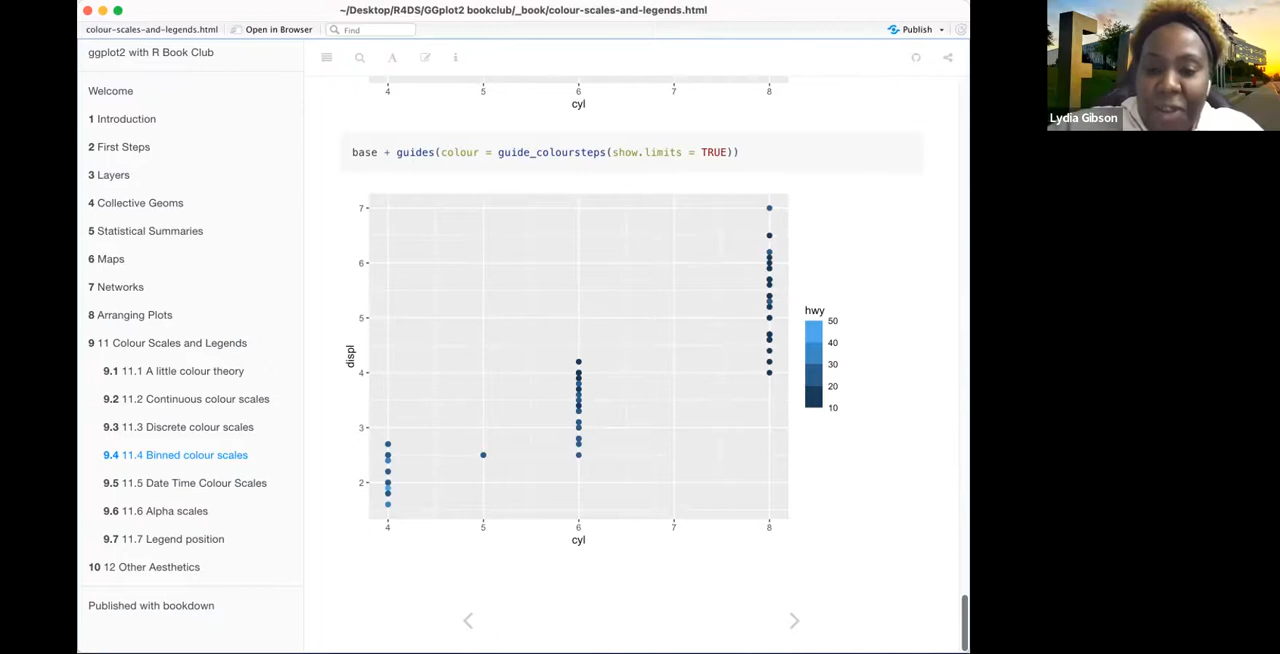 ~/Desktop/R4DS/GGplot2 bookclub/_book/colour-scales-and-legends.html
colour-scales-and-legends.html
Open in Browser
Find
Publish
ggplot2 with R Book Club
Welcome
1 Introduction
2 First Steps
3 Layers
4 Collective Geoms
5 Statistical Summaries
6 Maps
7 Networks
8 Arranging Plots
9 11 Colour Scales and Legends
9.1 11.1 A little colour theory
9.2 11.2 Continuous colour scales
9.3 11.3 Discrete colour scales
9.4 11.4 Binned colour scales
9.5 11.5 Date Time Colour Scales
9.6 11.6 Alpha scales
9.7 11.7 Legend position
10 12 Other Aesthetics
Published with bookdown
A
i
4 5 6 7 8
cyl
base + guides(colour = guide_coloursteps(show.limits = TRUE))
7
6
5
4
3
2
displ
4 5 6 7 8
cyl
hwy
50
40
30
20
10
Lydia Gibson